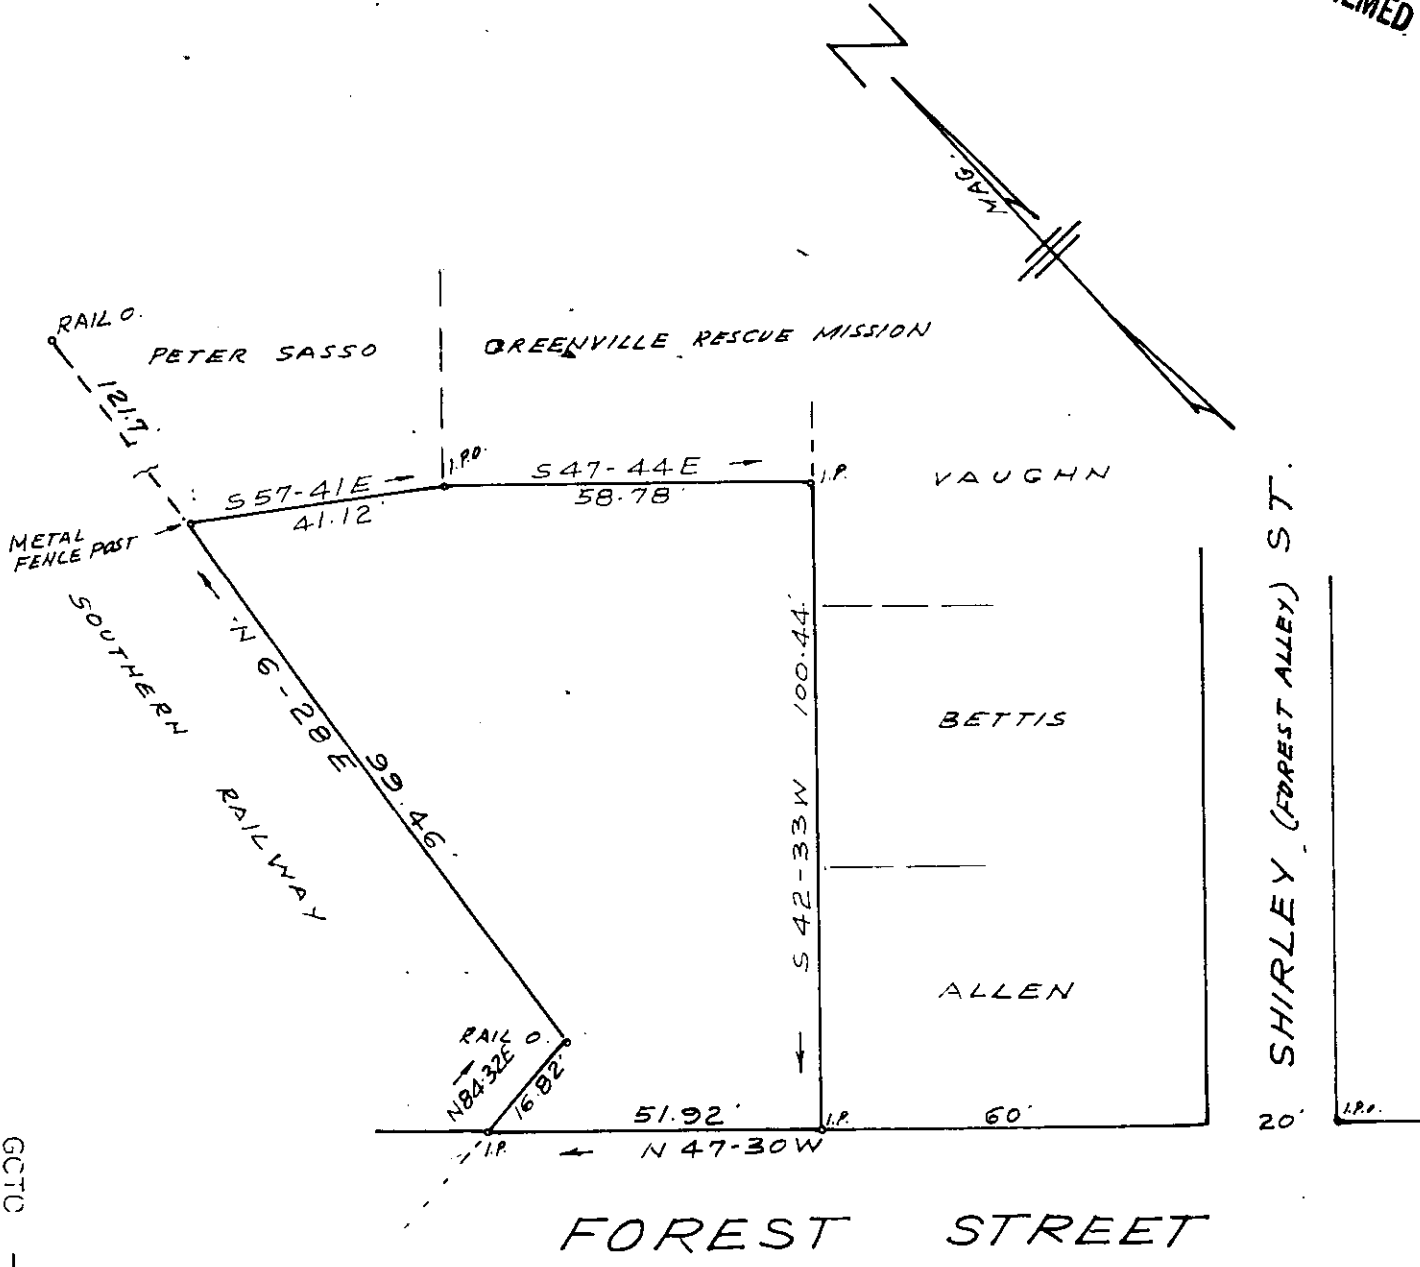 MAG.
RAIL O.
PETER SASSO
GREENVILLE RESCUE MISSION
121.7'
I.P.O.
S 47-44 E
58.78'
I.P.
VAUGHN
S 57-41 E
41.12'
METAL
FENCE POST
SOUTHERN RAILWAY
N 6-28 E
99.46'
S 42-33 W 100.44'
BETTIS
ALLEN
SHIRLEY (FOREST ALLEY) ST.
RAIL O.
N84-32E
16.82'
I.P.
51.92'
N 47-30 W
I.P.
60'
20'
I.P.O.
FOREST STREET
GCTC